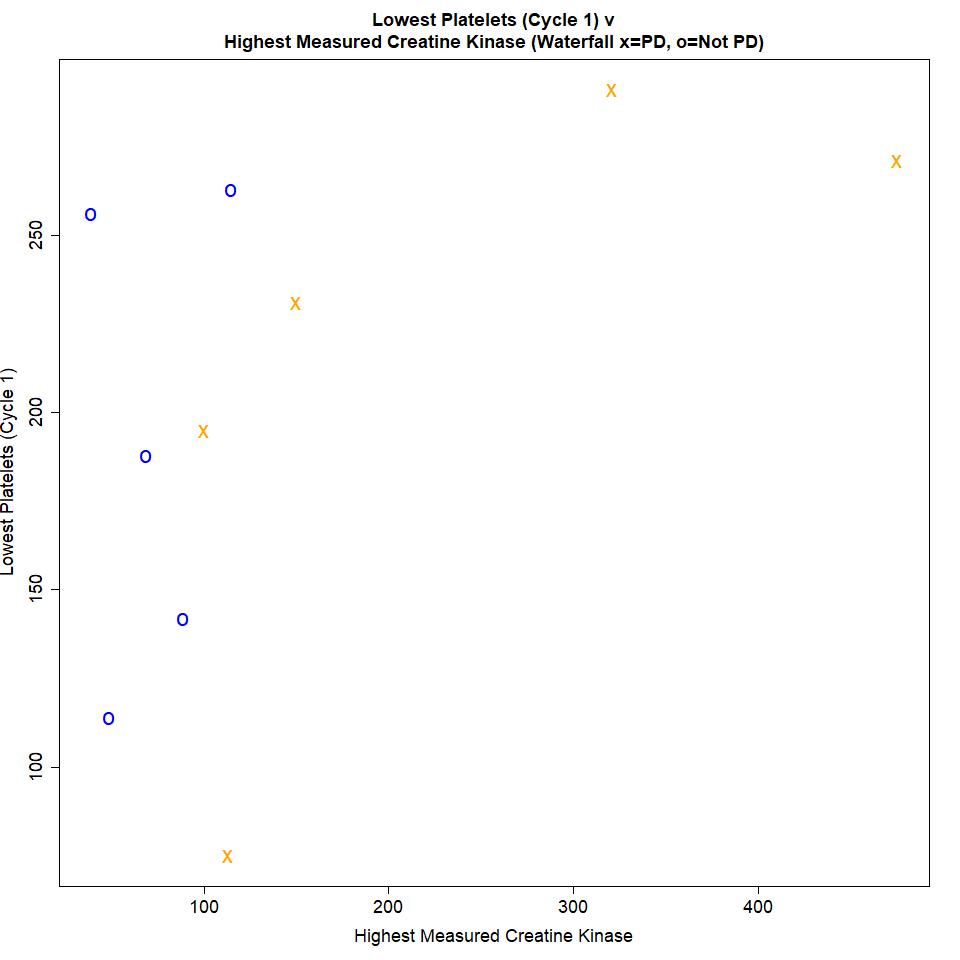 Lowest Platelets (Cycle 1) v
Highest Measured Creatine Kinase (Waterfall x=PD, o=Not PD)
x
x
o
o
x
x
o
o
o
x
250
200
150
100
Lowest Platelets (Cycle 1)
100 200 300 400
Highest Measured Creatine Kinase